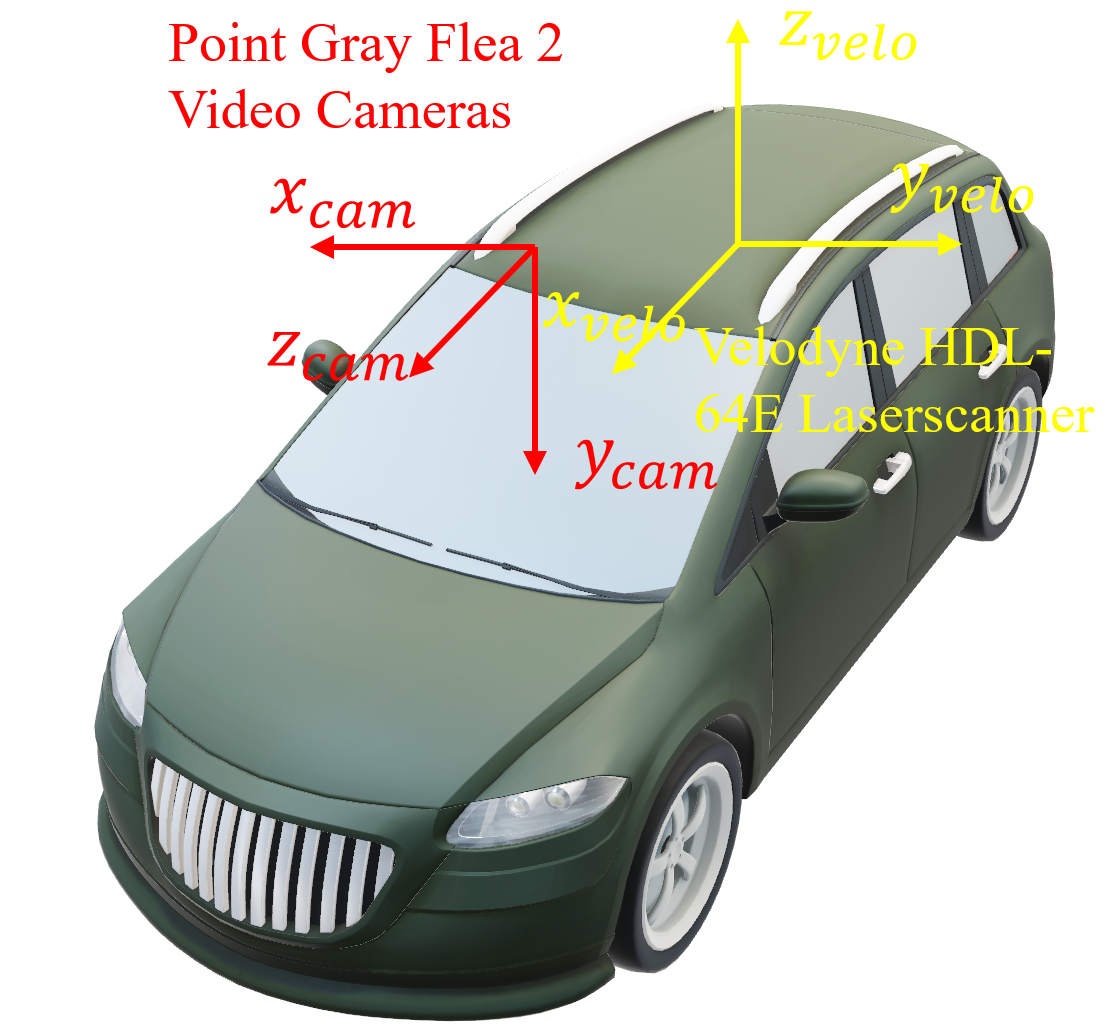 Point Gray Flea 2
Video Cameras
z_velo
x_cam
y_velo
x_velo
z_cam
Velodyne HDL-
64E Laserscanner
y_cam